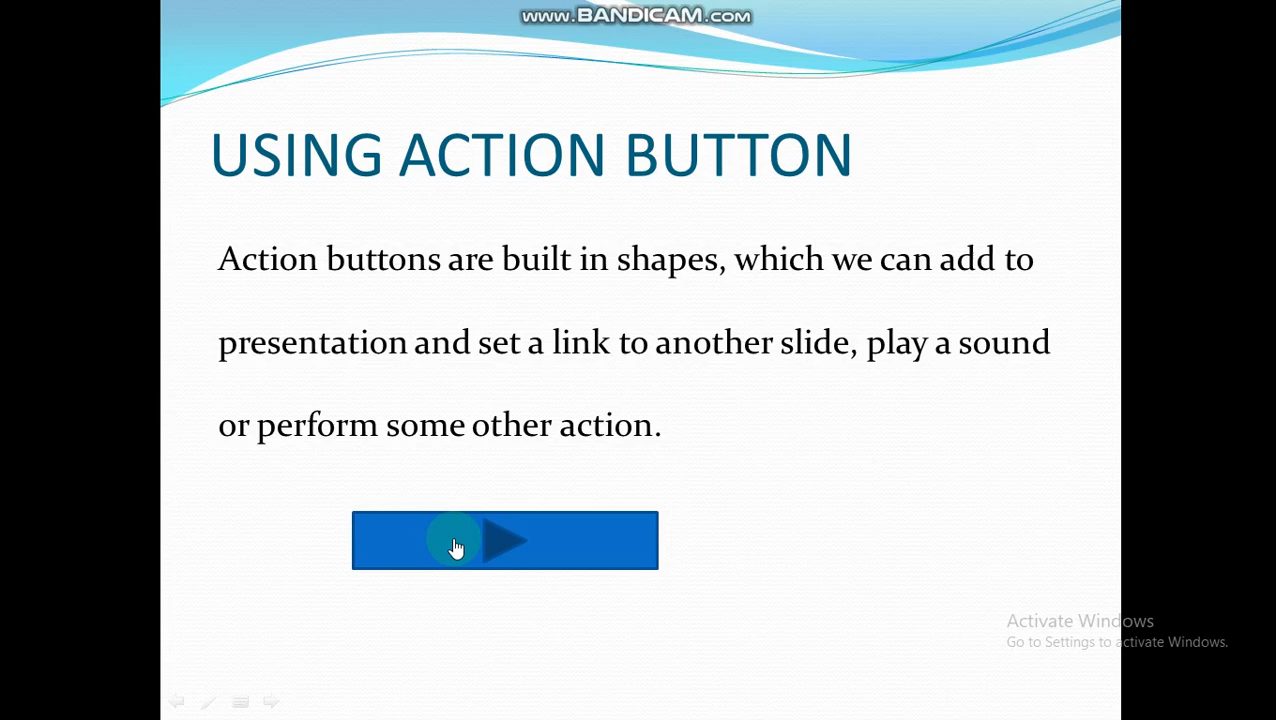 www.BANDICAM.com
USING ACTION BUTTON
Action buttons are built in shapes, which we can add to
presentation and set a link to another slide, play a sound
or perform some other action.
Activate Windows
Go to Settings to activate Windows.